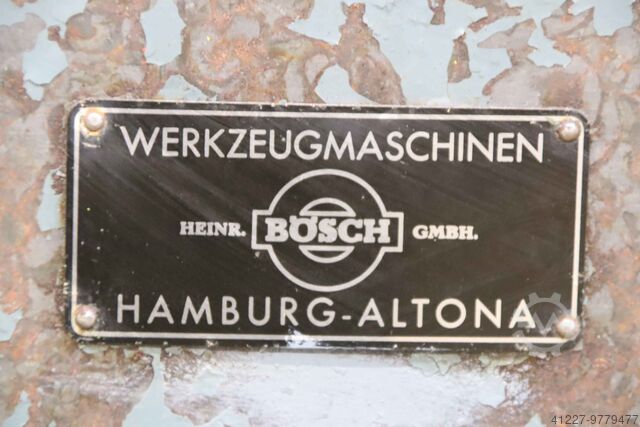 WERKZEUGMASCHINEN
HEINR. BÖSCH GMBH.
HAMBURG-ALTONA
41227-9779477